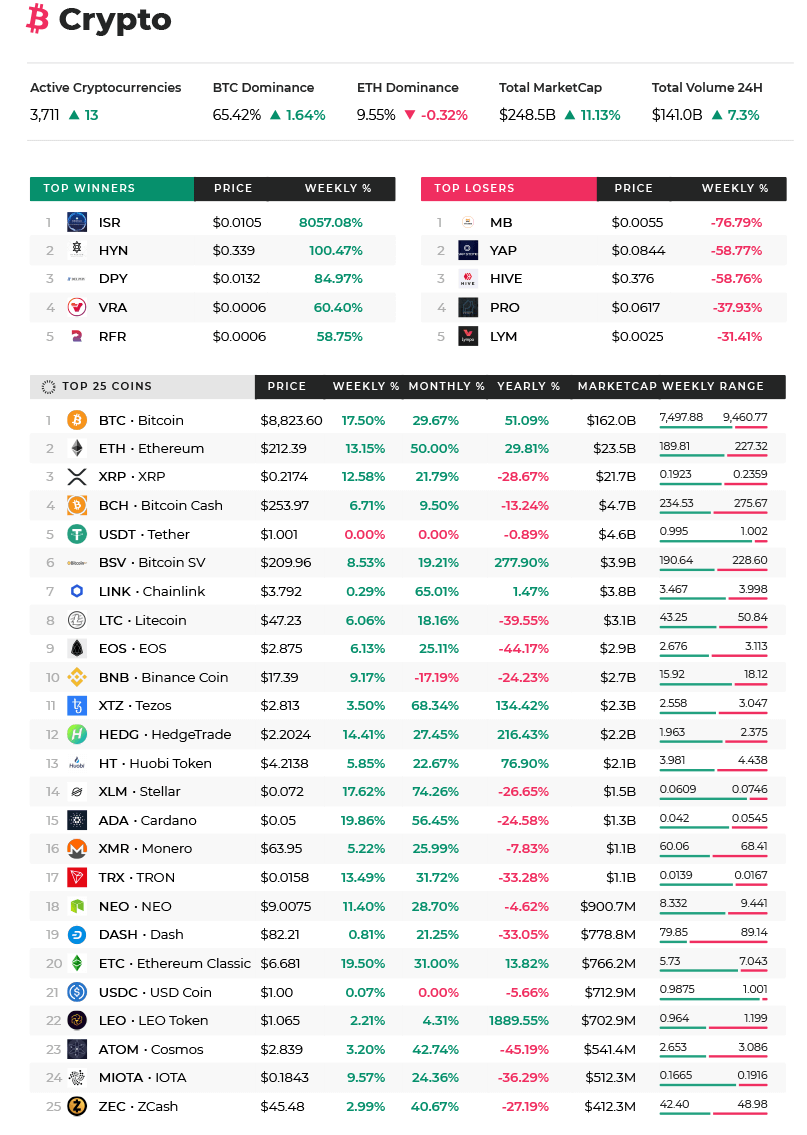 Crypto
Active Cryptocurrencies BTC Dominance ETH Dominance Total MarketCap Total Volume 24H
3,711 ▲ 13 65.42% ▲ 1.64% 9.55% ▼ -0.32% $248.5B ▲ 11.13% $141.0B ▲ 7.3%
TOP WINNERS PRICE WEEKLY %
1 ISR $0.0105 8057.08%
2 HYN $0.339 100.47%
3 DPY $0.0132 84.97%
4 VRA $0.0006 60.40%
5 RFR $0.0006 58.75%
TOP LOSERS PRICE WEEKLY %
1 MB $0.0055 -76.79%
2 YAP $0.0844 -58.77%
3 HIVE $0.376 -58.76%
4 PRO $0.0617 -37.93%
5 LYM $0.0025 -31.41%
TOP 25 COINS PRICE WEEKLY % MONTHLY % YEARLY % MARKETCAP WEEKLY RANGE
1 BTC · Bitcoin $8,823.60 17.50% 29.67% 51.09% $162.0B 7,497.88 9,460.77
2 ETH · Ethereum $212.39 13.15% 50.00% 29.81% $23.5B 189.81 227.32
3 XRP · XRP $0.2174 12.58% 21.79% -28.67% $21.7B 0.1923 0.2359
4 BCH · Bitcoin Cash $253.97 6.71% 9.50% -13.24% $4.7B 234.53 275.67
5 USDT · Tether $1.001 0.00% 0.00% -0.89% $4.6B 0.995 1.002
6 BSV · Bitcoin SV $209.96 8.53% 19.21% 277.90% $3.9B 190.64 228.60
7 LINK · Chainlink $3.792 0.29% 65.01% 1.47% $3.8B 3.467 3.998
8 LTC · Litecoin $47.23 6.06% 18.16% -39.55% $3.1B 43.25 50.84
9 EOS · EOS $2.875 6.13% 25.11% -44.17% $2.9B 2.676 3.113
10 BNB · Binance Coin $17.39 9.17% -17.19% -24.23% $2.7B 15.92 18.12
11 XTZ · Tezos $2.813 3.50% 68.34% 134.42% $2.3B 2.558 3.047
12 HEDG · HedgeTrade $2.2024 14.41% 27.45% 216.43% $2.2B 1.963 2.375
13 HT · Huobi Token $4.2138 5.85% 22.67% 76.90% $2.1B 3.981 4.438
14 XLM · Stellar $0.072 17.62% 74.26% -26.65% $1.5B 0.0609 0.0746
15 ADA · Cardano $0.05 19.86% 56.45% -24.58% $1.3B 0.042 0.0545
16 XMR · Monero $63.95 5.22% 25.99% -7.83% $1.1B 60.06 68.41
17 TRX · TRON $0.0158 13.49% 31.72% -33.28% $1.1B 0.0139 0.0167
18 NEO · NEO $9.0075 11.40% 28.70% -4.62% $900.7M 8.332 9.441
19 DASH · Dash $82.21 0.81% 21.25% -33.05% $778.8M 79.85 89.14
20 ETC · Ethereum Classic $6.681 19.50% 31.00% 13.82% $766.2M 5.73 7.043
21 USDC · USD Coin $1.00 0.07% 0.00% -5.66% $712.9M 0.9875 1.001
22 LEO · LEO Token $1.065 2.21% 4.31% 1889.55% $702.9M 0.964 1.199
23 ATOM · Cosmos $2.839 3.20% 42.74% -45.19% $541.4M 2.653 3.086
24 MIOTA · IOTA $0.1843 9.57% 24.36% -36.29% $512.3M 0.1665 0.1916
25 ZEC · ZCash $45.48 2.99% 40.67% -27.19% $412.3M 42.40 48.98